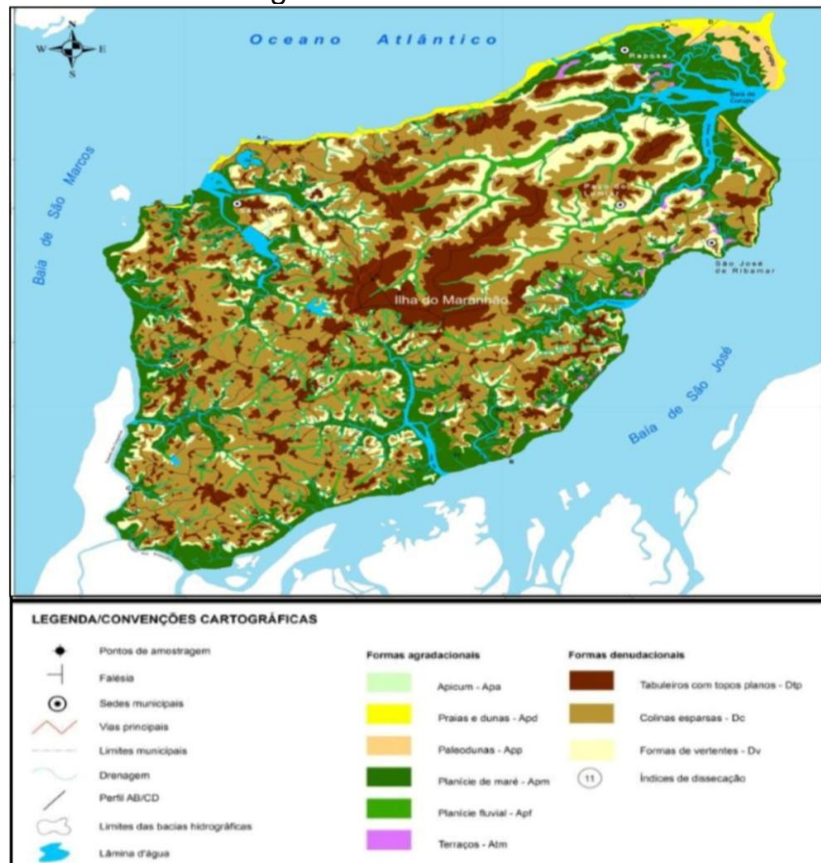 Oceano Atlântico
N
W E
S
Raposa
Baía de São Marcos
São José
de Ribamar
Ilha do Maranhão
Baía de São José
LEGENDA/CONVENÇÕES CARTOGRÁFICAS
Pontos de amostragem
Falésia
Sedes municipais
Vias principais
Limites municipais
Drenagem
Perfil AB/CD
Limites das bacias hidrográficas
Lâmina d'água
Formas agradacionais
Apicum - Apa
Praias e dunas - Apd
Paleodunas - App
Planície de maré - Apm
Planície fluvial - Apf
Terraços - Atm
Formas denudacionais
Tabuleiros com topos planos - Dtp
Colinas esparsas - Dc
Formas de vertentes - Dv
11
Índices de dissecação